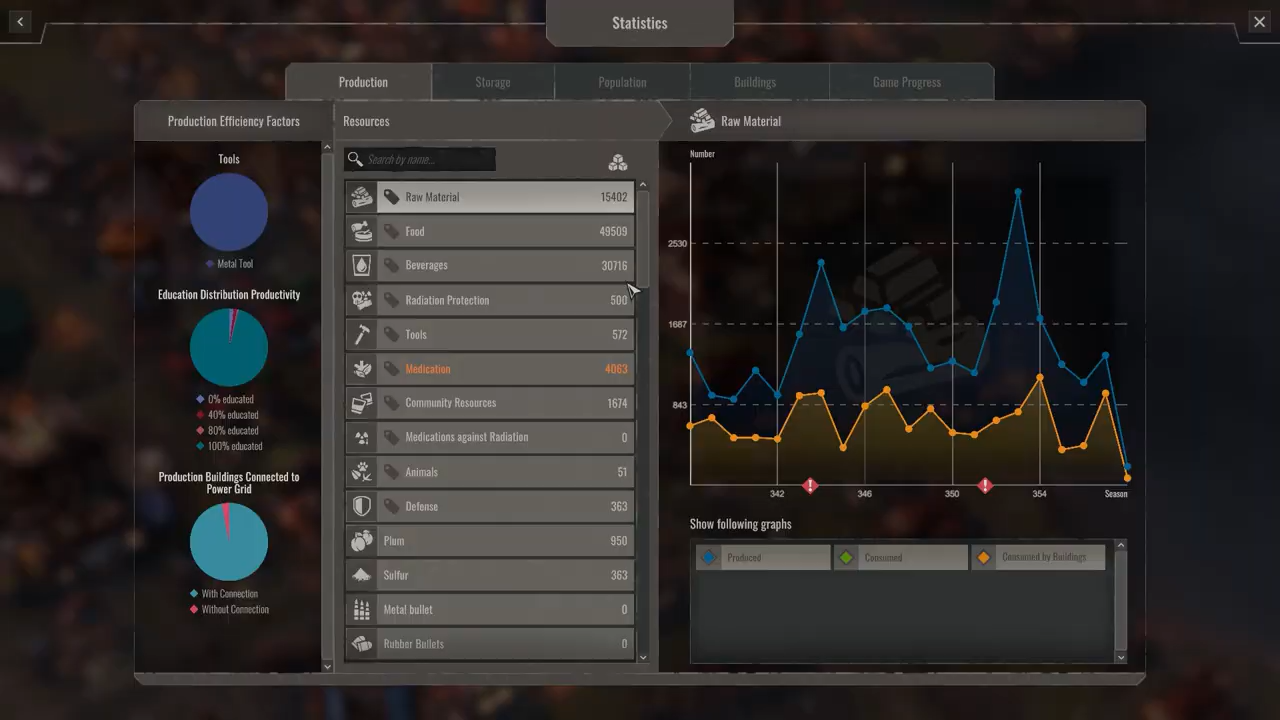 Statistics
Production
Storage
Population
Buildings
Game Progress
Production Efficiency Factors
Tools
Metal Tool
Education Distribution Productivity
0% educated
40% educated
80% educated
100% educated
Production Buildings Connected to
Power Grid
With Connection
Without Connection
Resources
Search by name...
Raw Material 15402
Food 49509
Beverages 30716
Radiation Protection 500
Tools 572
Medication 4063
Community Resources 1674
Medications against Radiation 0
Animals 51
Defense 363
Plum 950
Sulfur 363
Metal bullet 0
Rubber Bullets 0
Raw Material
Number
2530
1687
843
342 346 350 354 Season
Show following graphs
Produced
Consumed
Consumed by Buildings